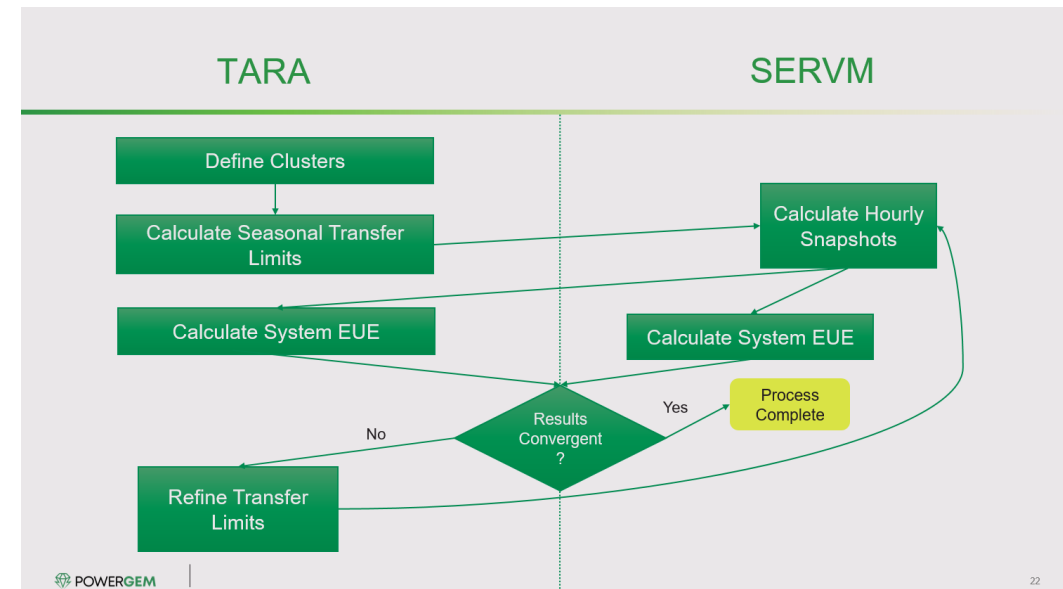 TARA
SERVM
Define Clusters
Calculate Seasonal Transfer
Limits
Calculate Hourly
Snapshots
Calculate System EUE
Calculate System EUE
Results
Convergent
?
Yes
Process
Complete
No
Refine Transfer
Limits
POWERGEM
22